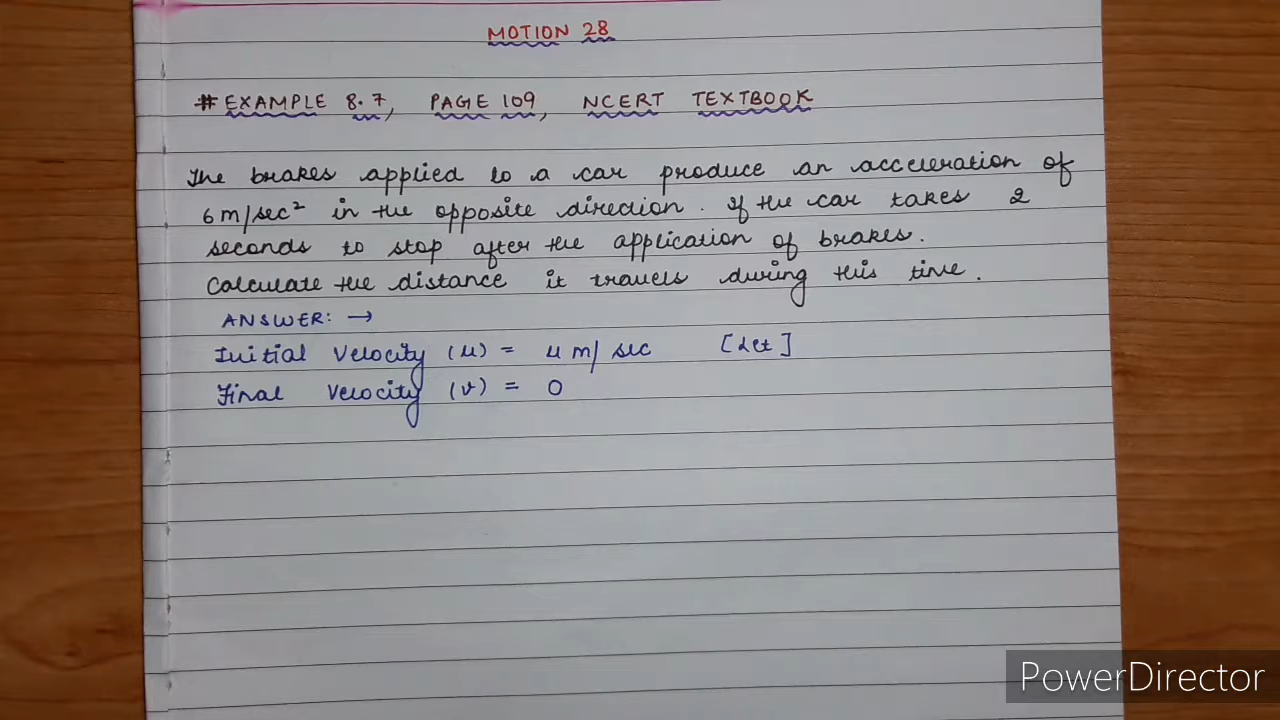 MOTION 28
# EXAMPLE 8.7, PAGE 109, NCERT TEXTBOOK
The brakes applied to a car produce an acceleration of
6 m/sec² in the opposite direction. If the car takes 2
seconds to stop after the application of brakes.
Calculate the distance it travels during this time.
ANSWER: →
Initial Velocity (u) = u m/sec [Let]
Final Velocity (v) = 0
PowerDirector